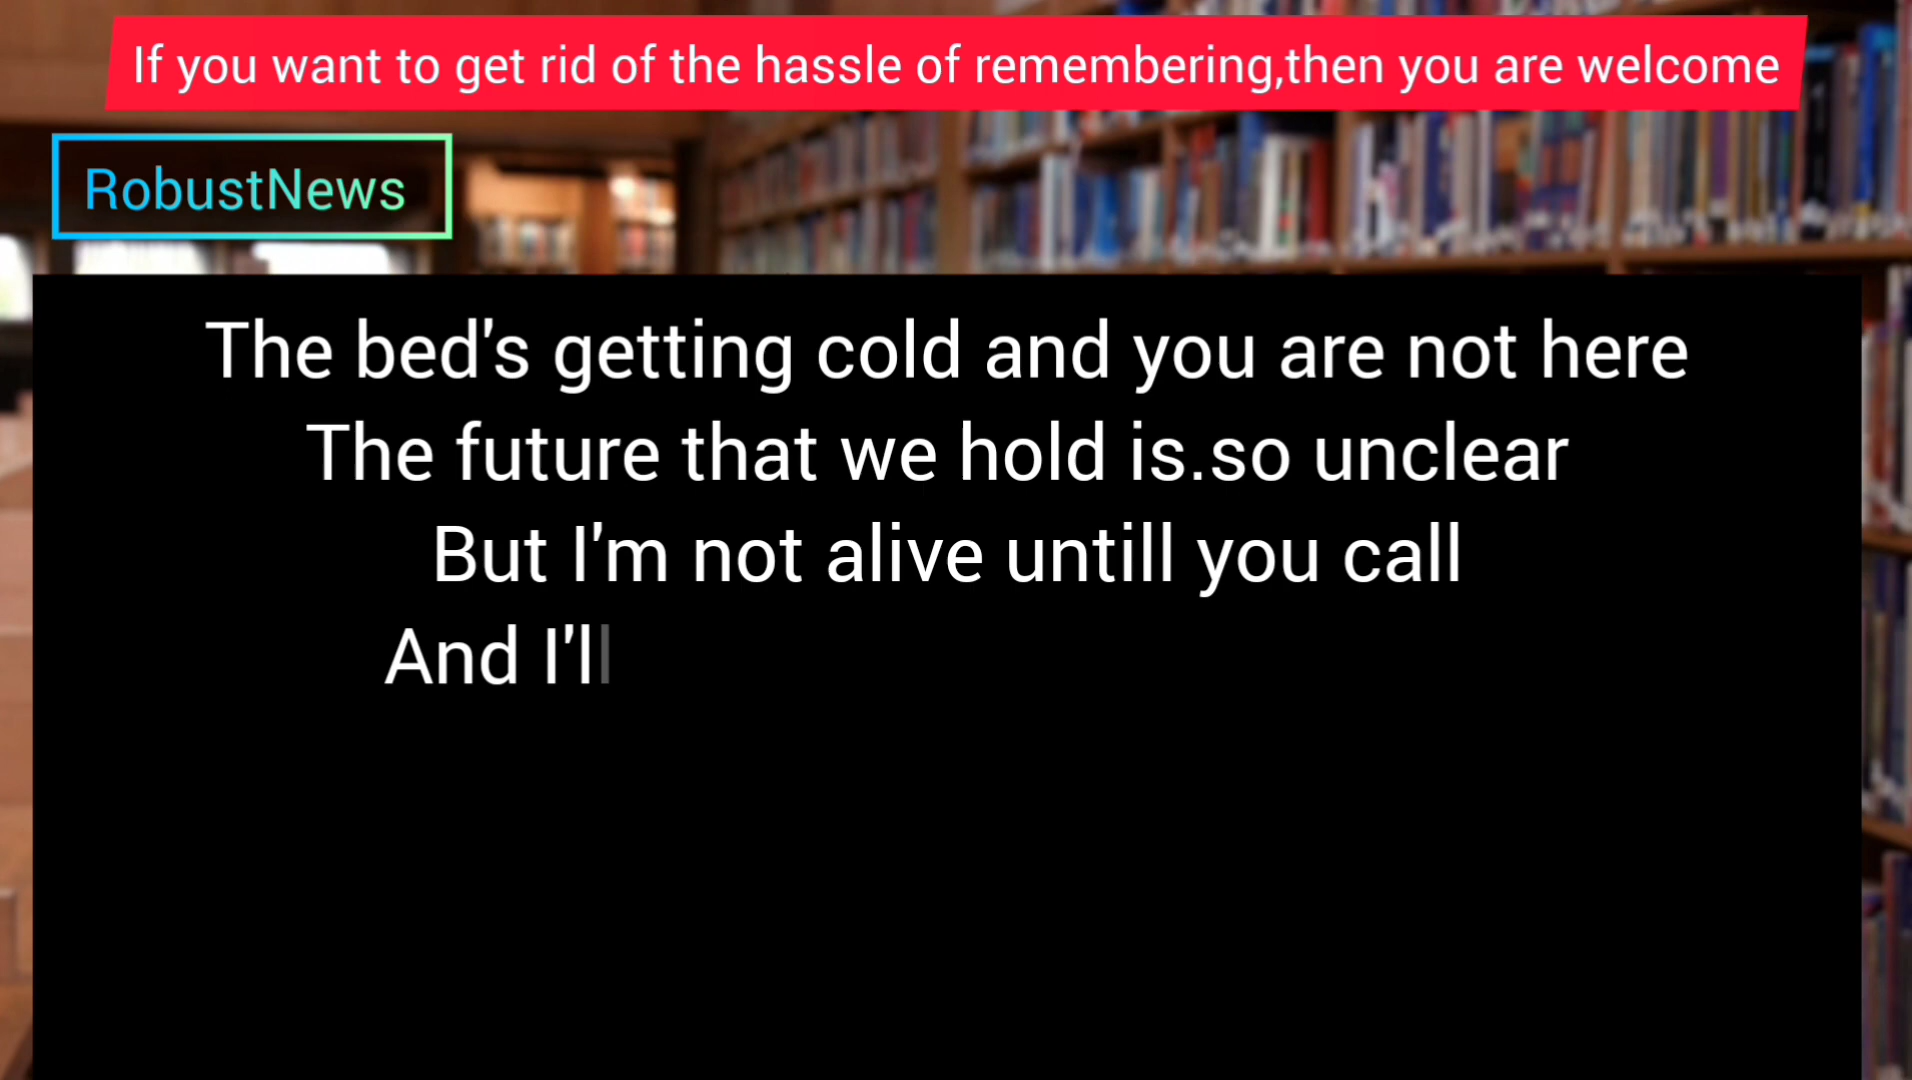 If you want to get rid of the hassle of remembering,then you are welcome
RobustNews
The bed's getting cold and you are not here
The future that we hold is.so unclear
But I'm not alive untill you call
And I'll